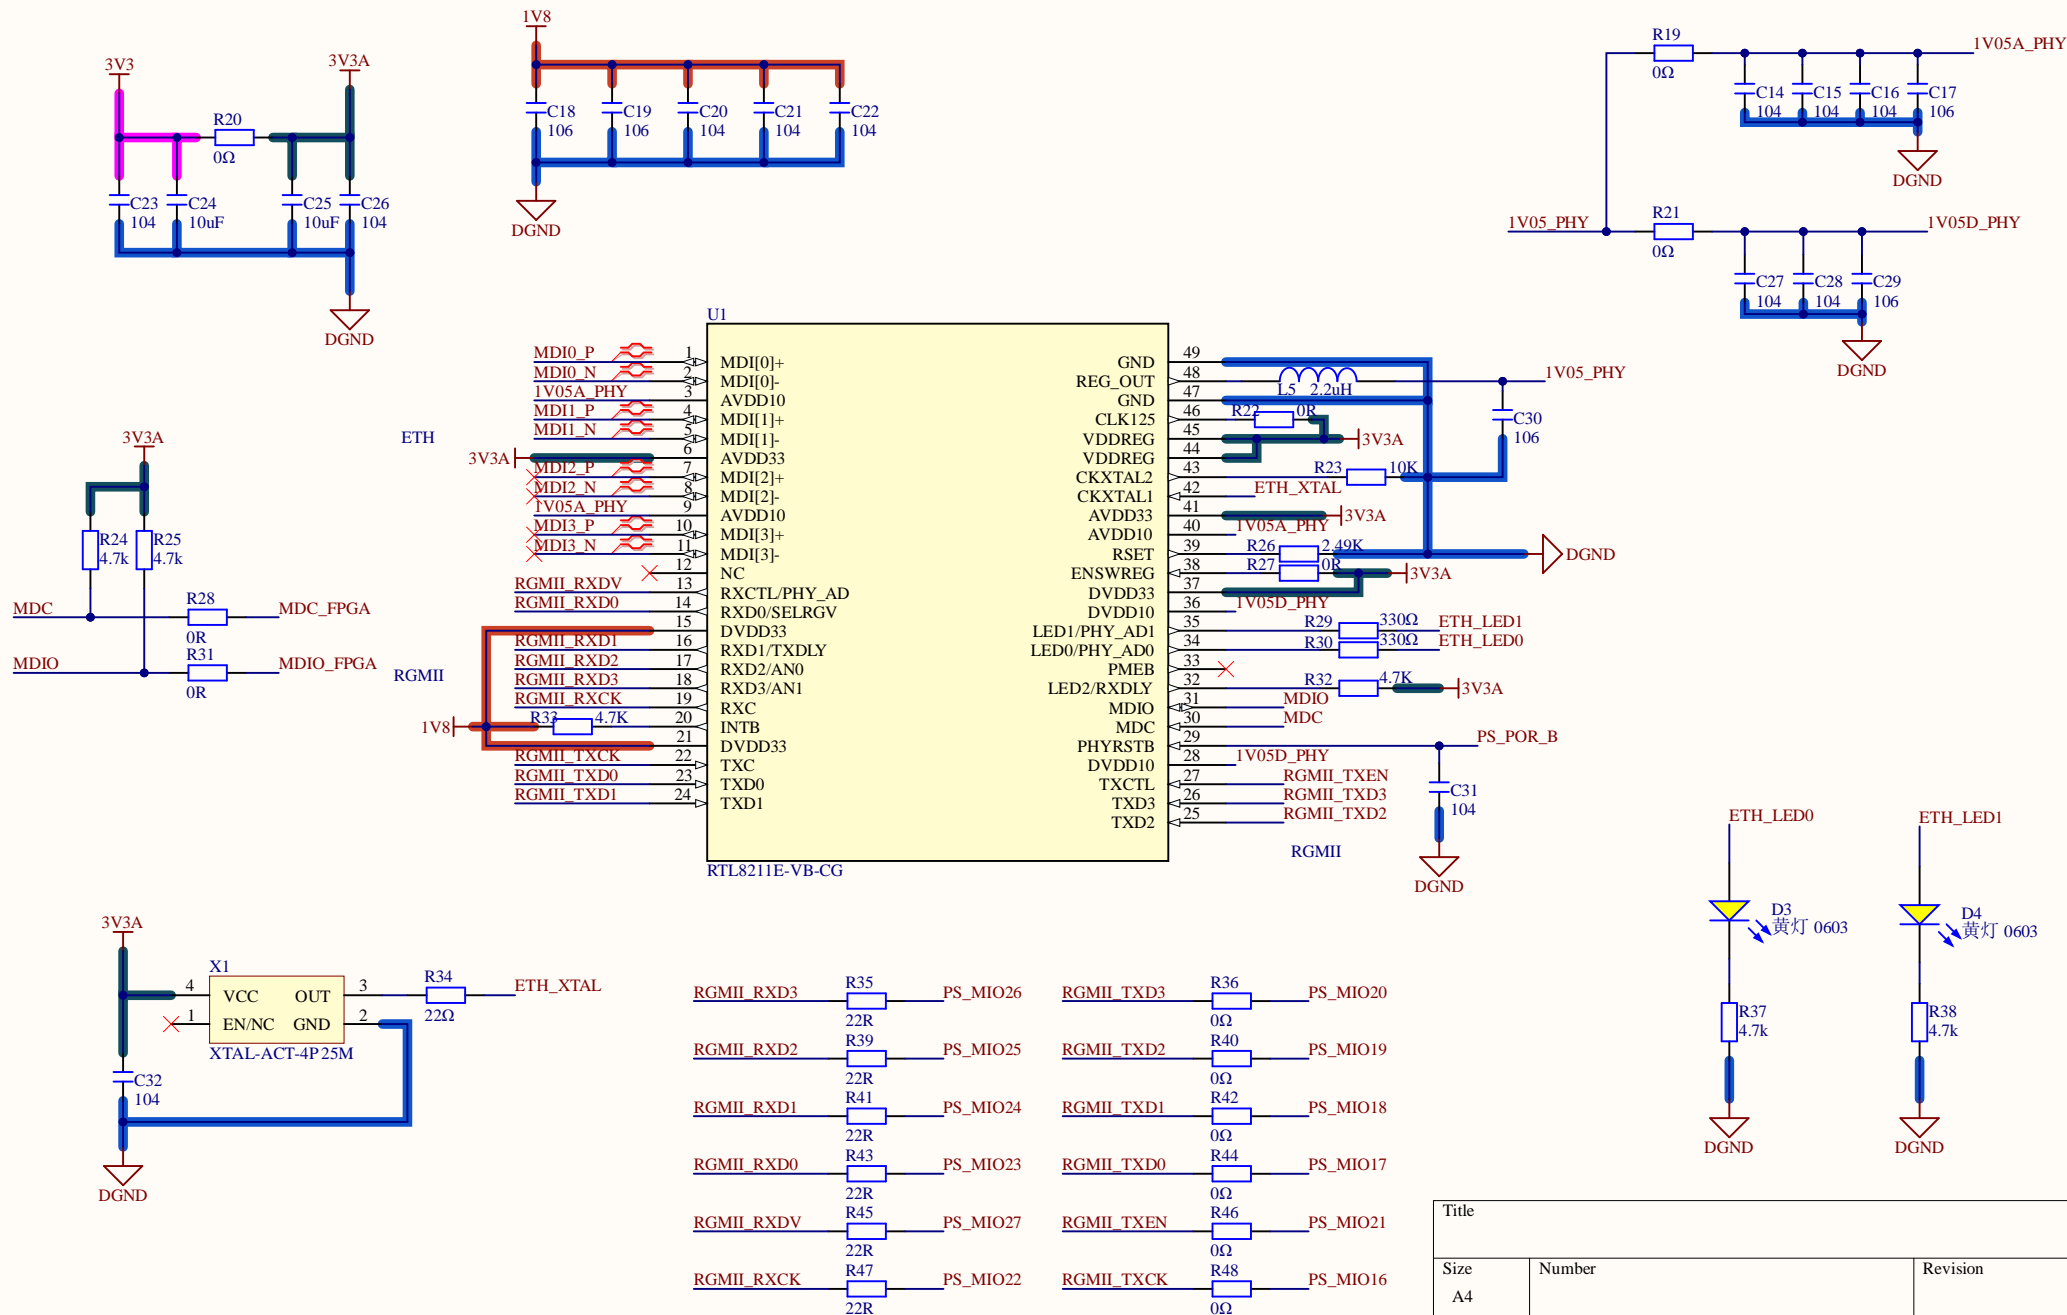 1V8
3V3
3V3A
R20
0Ω
C23
104
C24
10uF
C25
10uF
C26
104
DGND
C18
106
C19
106
C20
104
C21
104
C22
104
DGND
R19
0Ω
1V05A_PHY
C14
104
C15
104
C16
104
C17
106
DGND
1V05_PHY
R21
0Ω
1V05D_PHY
C27
104
C28
104
C29
106
DGND
U1
MDI0_P 1 MDI[0]+
MDI0_N 2 MDI[0]-
1V05A_PHY 3 AVDD10
MDI1_P 4 MDI[1]+
MDI1_N 5 MDI[1]-
3V3A 6 AVDD33
MDI2_P 7 MDI[2]+
MDI2_N 8 MDI[2]-
1V05A_PHY 9 AVDD10
MDI3_P 10 MDI[3]+
MDI3_N 11 MDI[3]-
12 NC
RGMII_RXDV 13 RXCTL/PHY_AD
RGMII_RXD0 14 RXD0/SELRGV
15 DVDD33
RGMII_RXD1 16 RXD1/TXDLY
RGMII_RXD2 17 RXD2/AN0
RGMII_RXD3 18 RXD3/AN1
RGMII_RXCK 19 RXC
1V8 R33 4.7K 20 INTB
21 DVDD33
RGMII_TXCK 22 TXC
RGMII_TXD0 23 TXD0
RGMII_TXD1 24 TXD1
ETH
RGMII
GND 49
REG_OUT 48 L5 2.2uH 1V05_PHY
GND 47
CLK125 46 R22 0R
VDDREG 45 3V3A
VDDREG 44
CKXTAL2 43 R23 10K
CKXTAL1 42 ETH_XTAL
AVDD33 41 3V3A
AVDD10 40 1V05A_PHY
RSET 39 R26 2.49K DGND
ENSWREG 38 R27 0R 3V3A
DVDD33 37
DVDD10 36 1V05D_PHY
LED1/PHY_AD1 35 R29 330Ω ETH_LED1
LED0/PHY_AD0 34 R30 330Ω ETH_LED0
PMEB 33
LED2/RXDLY 32 R32 4.7K 3V3A
MDIO 31 MDIO
MDC 30 MDC
PHYRSTB 29 PS_POR_B
DVDD10 28 1V05D_PHY
TXCTL 27 RGMII_TXEN
TXD3 26 RGMII_TXD3
TXD2 25 RGMII_TXD2
C30
106
C31
104
DGND
RGMII
RTL8211E-VB-CG
3V3A
R24
4.7k
R25
4.7k
MDC R28 MDC_FPGA
0R
MDIO R31 MDIO_FPGA
0R
3V3A
X1
4 VCC OUT 3
1 EN/NC GND 2
XTAL-ACT-4P 25M
R34
22Ω
ETH_XTAL
C32
104
DGND
RGMII_RXD3 R35 PS_MIO26
22R
RGMII_RXD2 R39 PS_MIO25
22R
RGMII_RXD1 R41 PS_MIO24
22R
RGMII_RXD0 R43 PS_MIO23
22R
RGMII_RXDV R45 PS_MIO27
22R
RGMII_RXCK R47 PS_MIO22
22R
RGMII_TXD3 R36 PS_MIO20
0Ω
RGMII_TXD2 R40 PS_MIO19
0Ω
RGMII_TXD1 R42 PS_MIO18
0Ω
RGMII_TXD0 R44 PS_MIO17
0Ω
RGMII_TXEN R46 PS_MIO21
0Ω
RGMII_TXCK R48 PS_MIO16
0Ω
ETH_LED0
D3
黄灯 0603
R37
4.7k
DGND
ETH_LED1
D4
黄灯 0603
R38
4.7k
DGND
Title
Size Number Revision
A4